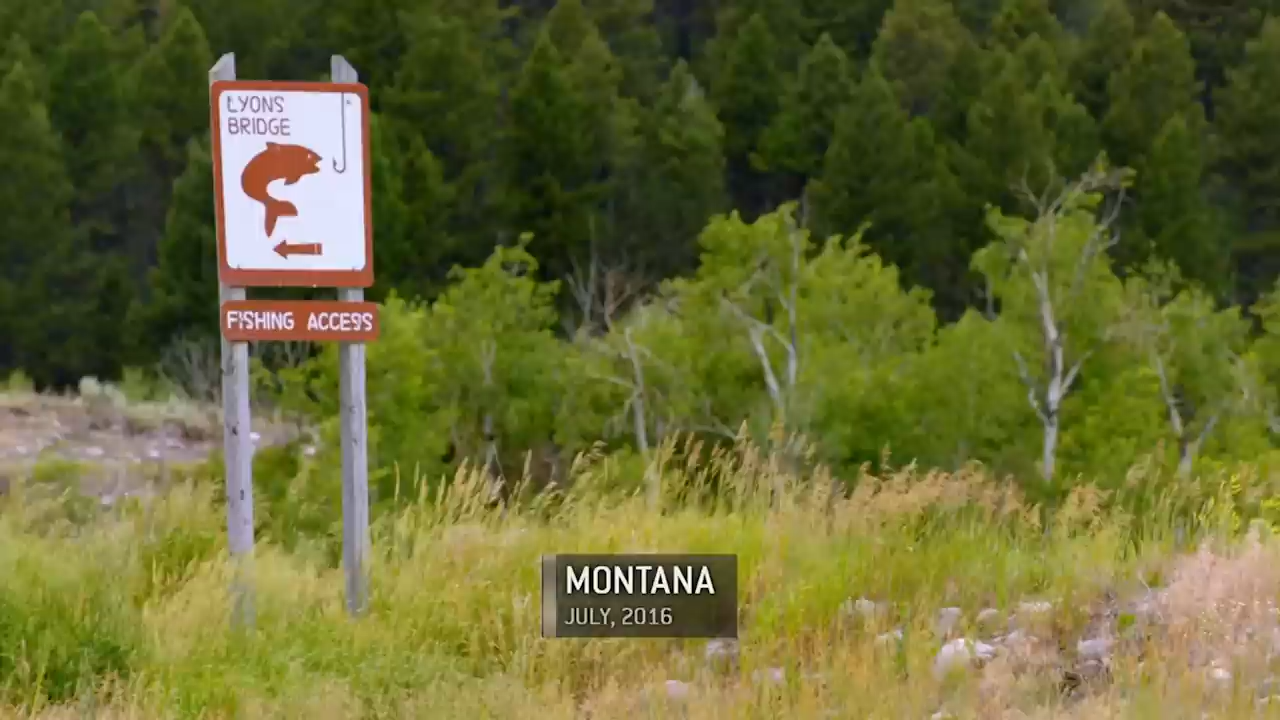 LYONS
BRIDGE
FISHING ACCESS
MONTANA
JULY, 2016